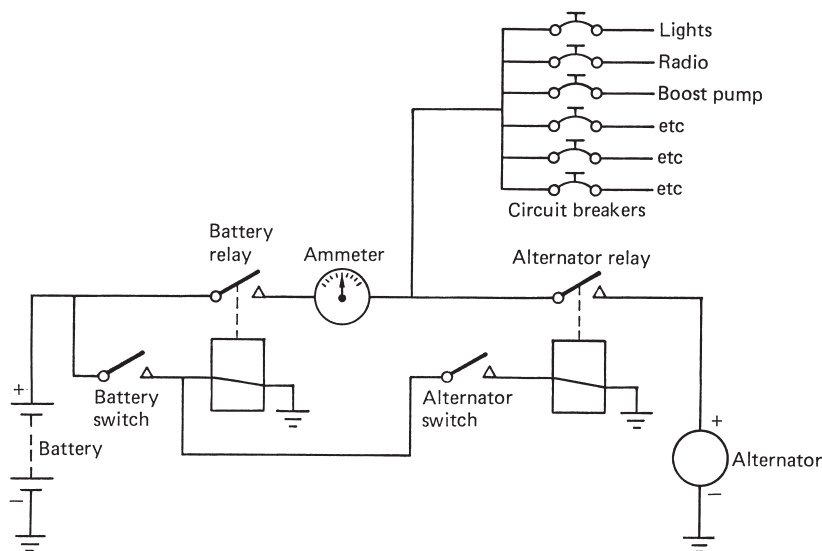 Lights
Radio
Boost pump
etc
etc
etc
Circuit breakers
Battery
relay
Ammeter
Alternator relay
+
Battery
switch
Alternator
switch
+
Battery
Alternator
−
−